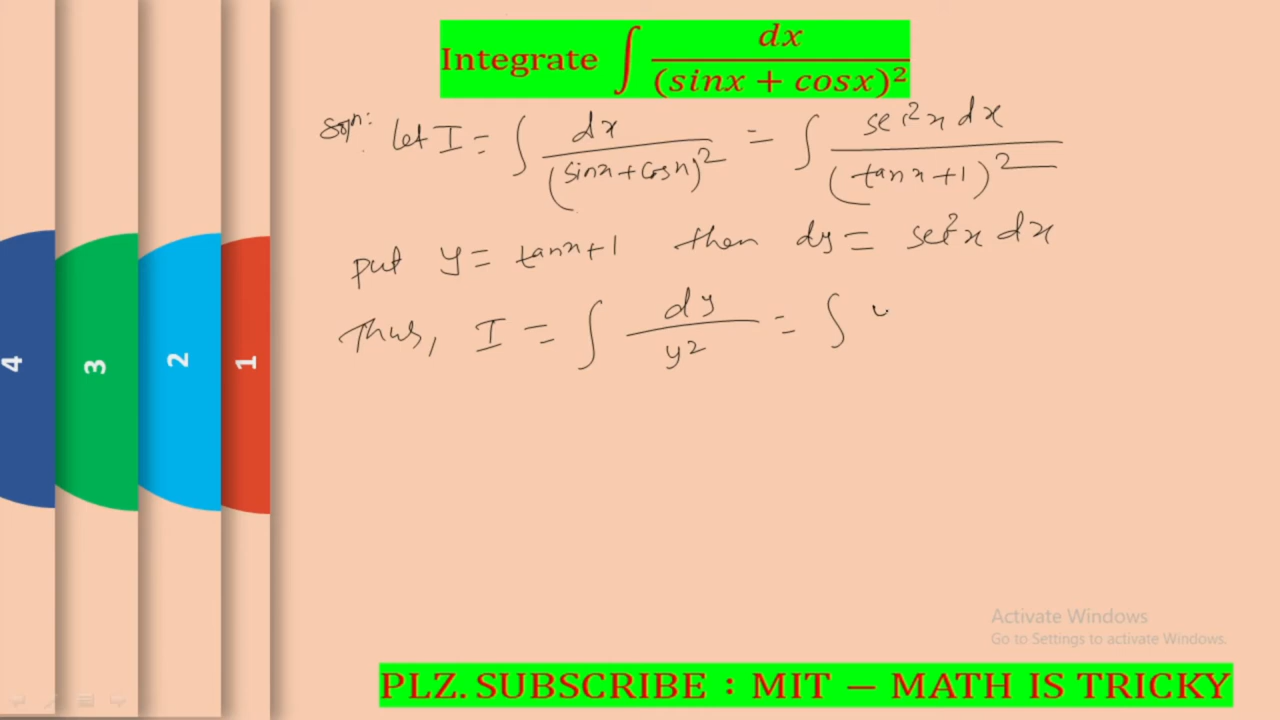 Integrate ∫ dx / (sinx + cosx)²
Soln: let I = ∫ dx / (sinx + cosx)² = ∫ sec²x dx / (tanx + 1)²
put y = tanx + 1 then dy = sec²x dx
Thus, I = ∫ dy / y² = ∫
4
3
2
1
Activate Windows
Go to Settings to activate Windows.
PLZ. SUBSCRIBE : MIT − MATH IS TRICKY